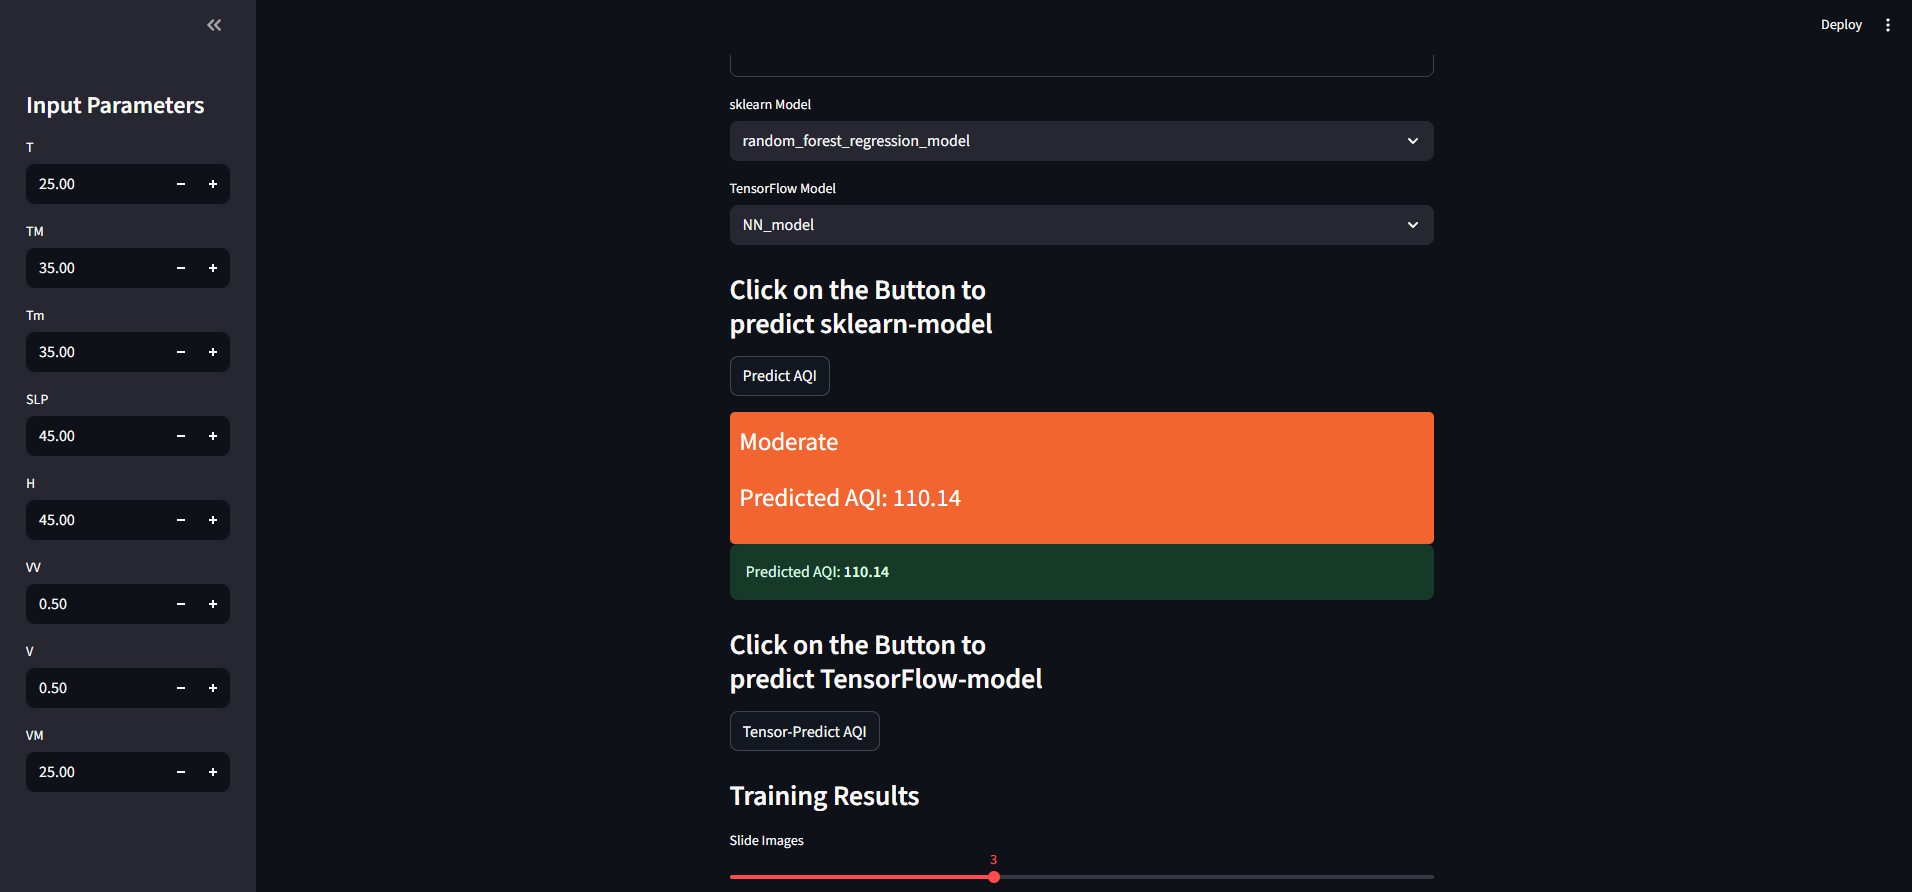 Deploy
Input Parameters
T
25.00
TM
35.00
Tm
35.00
SLP
45.00
H
45.00
VV
0.50
V
0.50
VM
25.00
sklearn Model
random_forest_regression_model
TensorFlow Model
NN_model
Click on the Button to
predict sklearn-model
Predict AQI
Moderate
Predicted AQI: 110.14
Predicted AQI: 110.14
Click on the Button to
predict TensorFlow-model
Tensor-Predict AQI
Training Results
Slide Images
3